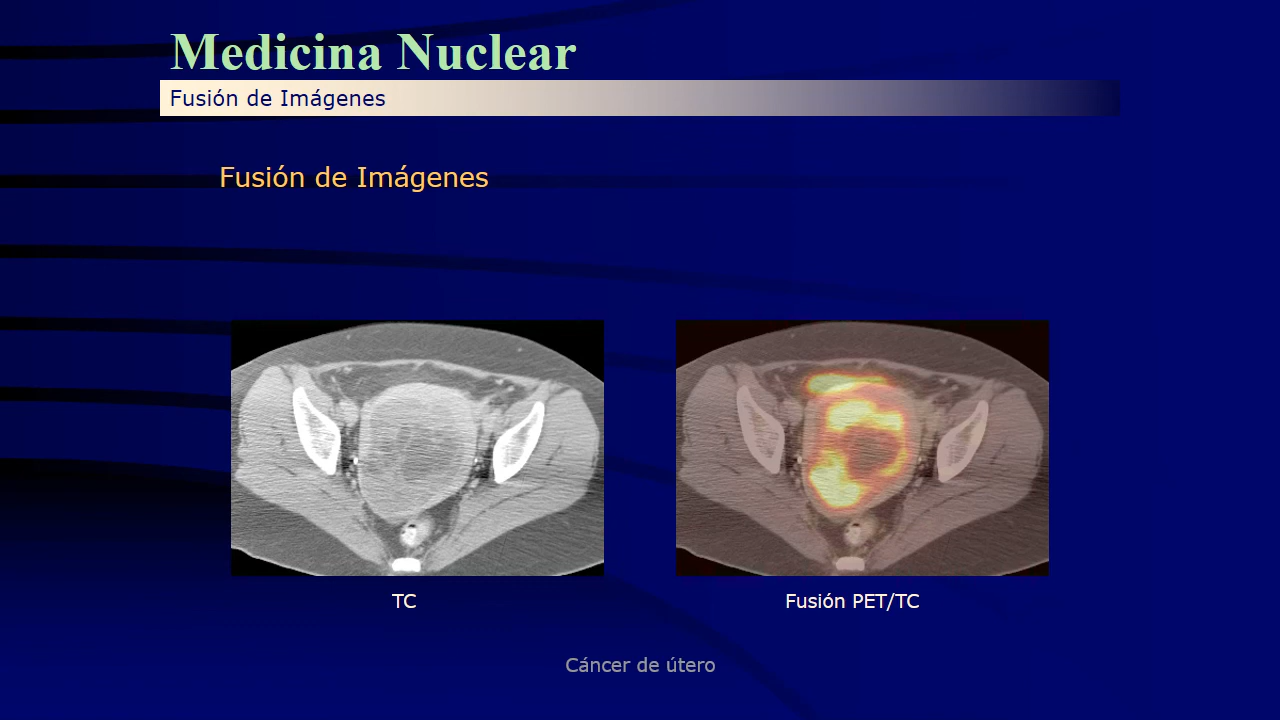 Medicina Nuclear
Fusión de Imágenes
Fusión de Imágenes
TC
Fusión PET/TC
Cáncer de útero